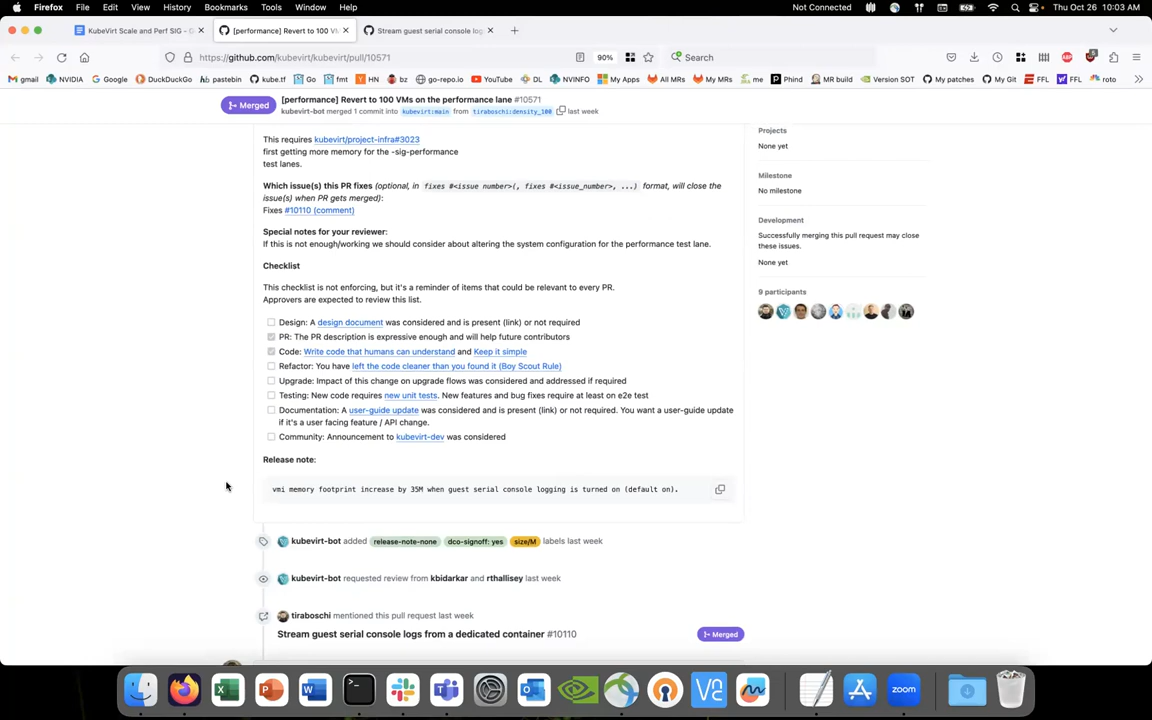 Firefox File Edit View History Bookmarks Tools Window Help Not Connected Thu Oct 26 10:03 AM
KubeVirt Scale and Perf SIG - [performance] Revert to 100 VM Stream guest serial console log
https://github.com/kubevirt/kubevirt/pull/10571 90% Search
gmail NVIDIA Google DuckDuckGo pastebin kube.tf Go fmt HN bz go-repo.io YouTube DL NVINFO My Apps All MRs My MRs me Phind MR build Version SOT My patches My Git FFL FFL roto
Merged [performance] Revert to 100 VMs on the performance lane #10571
kubevirt-bot merged 1 commit into kubevirt:main from tiraboschi:density_100 last week
This requires kubevirt/project-infra#3023
first getting more memory for the -sig-performance
test lanes.
Which issue(s) this PR fixes (optional, in fixes #<issue number>(, fixes #<issue_number>, ...) format, will close the
issue(s) when PR gets merged):
Fixes #10110 (comment)
Special notes for your reviewer:
If this is not enough/working we should consider about altering the system configuration for the performance test lane.
Checklist
This checklist is not enforcing, but it's a reminder of items that could be relevant to every PR.
Approvers are expected to review this list.
Design: A design document was considered and is present (link) or not required
PR: The PR description is expressive enough and will help future contributors
Code: Write code that humans can understand and Keep it simple
Refactor: You have left the code cleaner than you found it (Boy Scout Rule)
Upgrade: Impact of this change on upgrade flows was considered and addressed if required
Testing: New code requires new unit tests. New features and bug fixes require at least on e2e test
Documentation: A user-guide update was considered and is present (link) or not required. You want a user-guide update
if it's a user facing feature / API change.
Community: Announcement to kubevirt-dev was considered
Release note:
vmi memory footprint increase by 35M when guest serial console logging is turned on (default on).
kubevirt-bot added release-note-none dco-signoff: yes size/M labels last week
kubevirt-bot requested review from kbidarkar and rthallisey last week
tiraboschi mentioned this pull request last week
Stream guest serial console logs from a dedicated container #10110 Merged
Projects
None yet
Milestone
No milestone
Development
Successfully merging this pull request may close
these issues.
None yet
9 participants
zoom